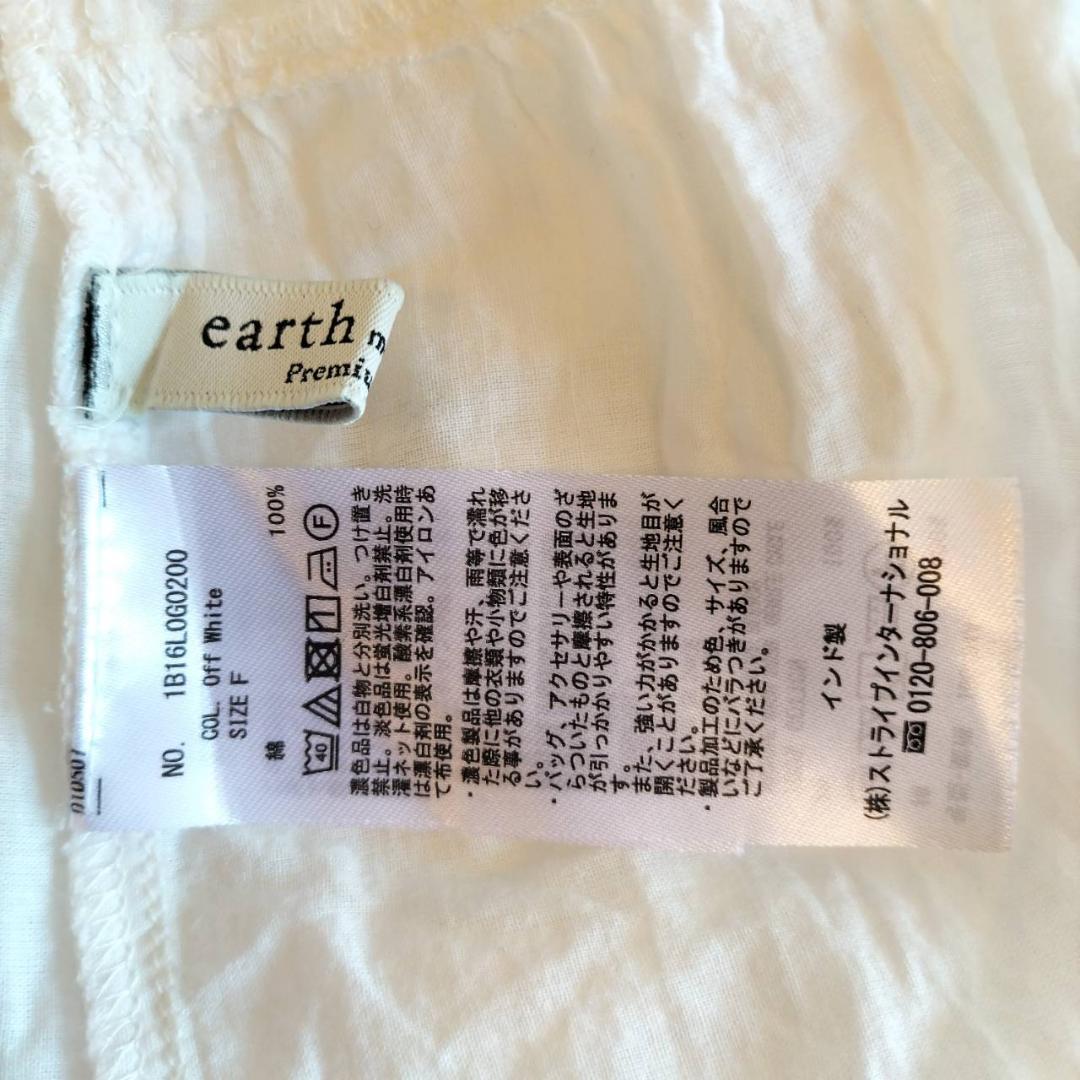 earth
Premiu
NO. 1B16L0G0200
COL. Off White
SIZE F
綿 100%
40 F
濃色品は白物と分別洗い。つけ置き
禁止。淡色品は蛍光増白剤禁止。洗
濯ネット使用。酸素系漂白剤使用時
は漂白剤の表示を確認。アイロンあ
て布使用。
・濃色製品は摩擦や汗、雨等で濡れ
た際に他の衣類や小物類に色が移
る事がありますのでご注意くださ
い。
・バッグ、アクセサリーや表面のざ
らついたものと摩擦されると生地
が引っかかりやすい特性がありま
す。
また、強い力がかかると生地目が
開くことがありますのでご注意く
ださい。
・製品加工のため色、サイズ、風合
いなどにバラつきがありますので
ご了承ください。
インド製
(株)ストライプインターナショナル
0120-806-008